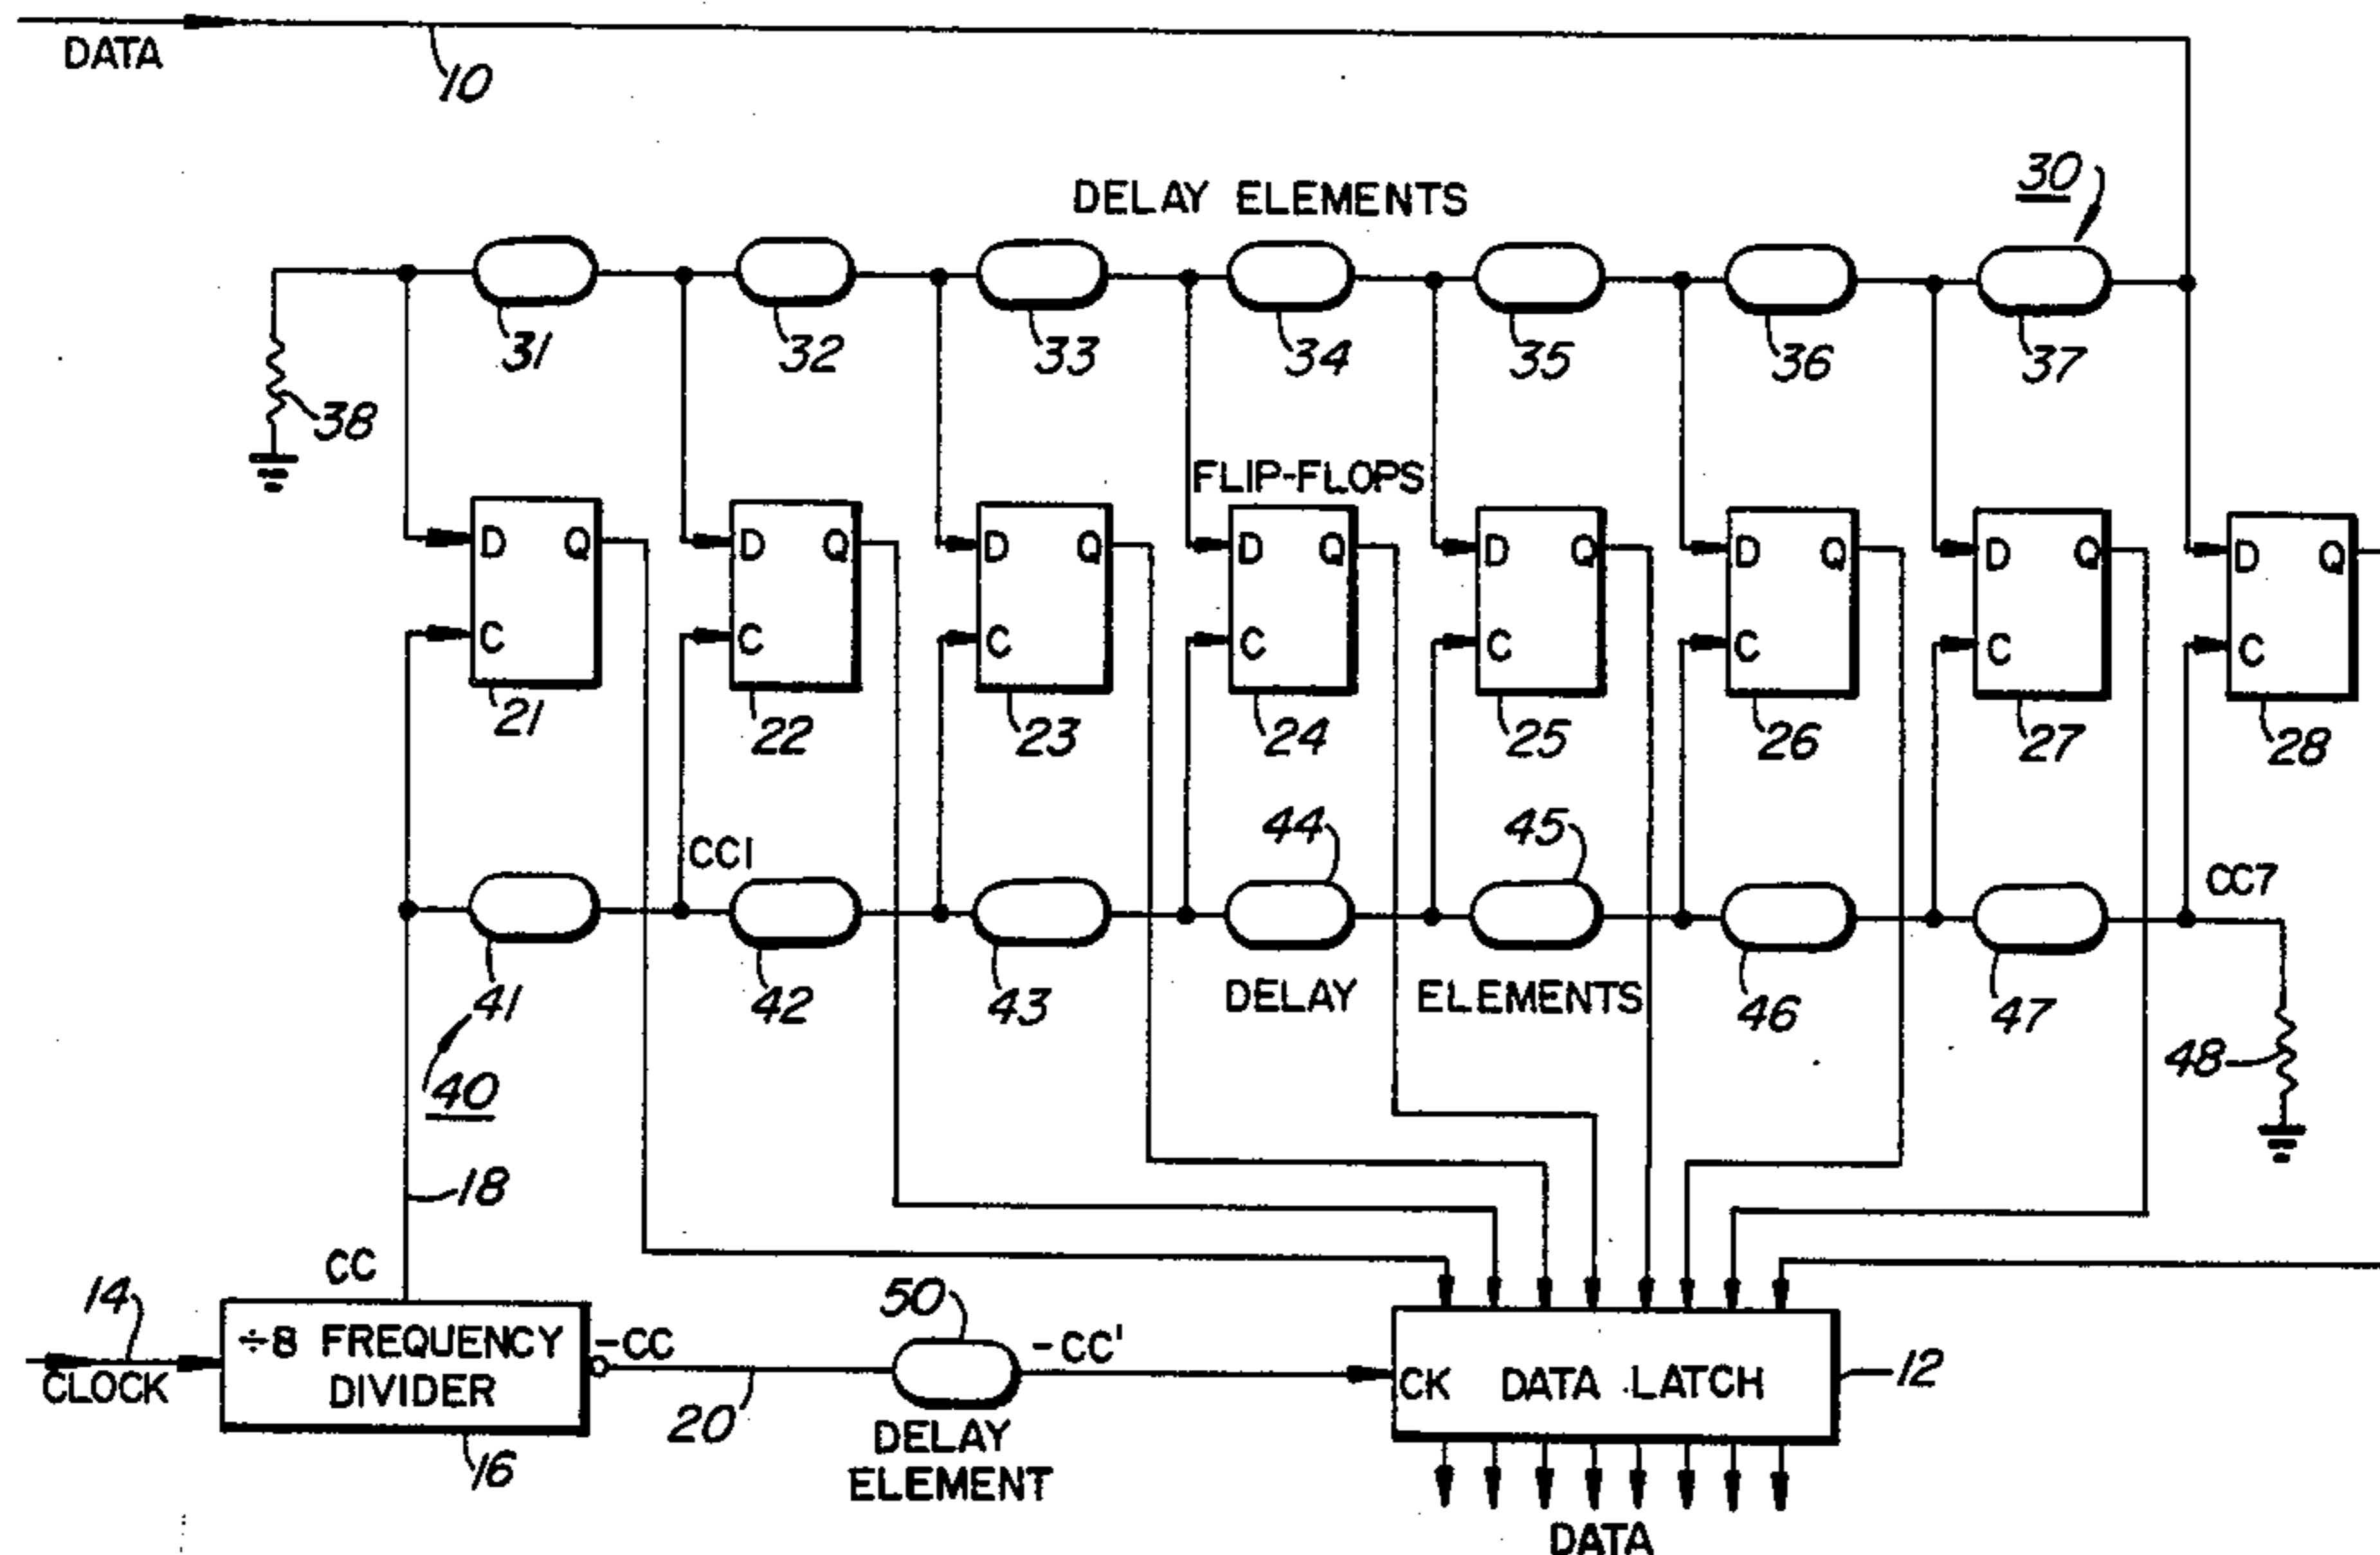 DATA
10
DELAY ELEMENTS
30
31
32
33
34
35
36
37
38
FLIP-FLOPS
D Q
C
21
D Q
C
22
D Q
C
23
D Q
C
24
D Q
C
25
D Q
C
26
D Q
C
27
D Q
C
28
CC1
44
45
CC7
41
42
43
DELAY ELEMENTS
46
47
48
40
18
CC
14
CLOCK
÷8 FREQUENCY
DIVIDER
16
-CC
20
50
-CC'
DELAY
ELEMENT
CK DATA LATCH
12
DATA